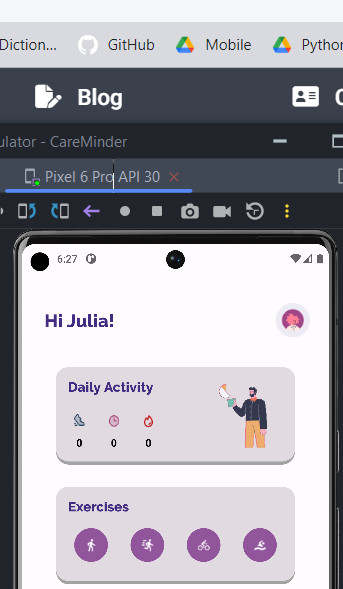 Diction... GitHub Mobile Python
Blog
ulator - CareMinder
Pixel 6 Pro API 30
6:27
Hi Julia!
Daily Activity
0 0 0
Exercises